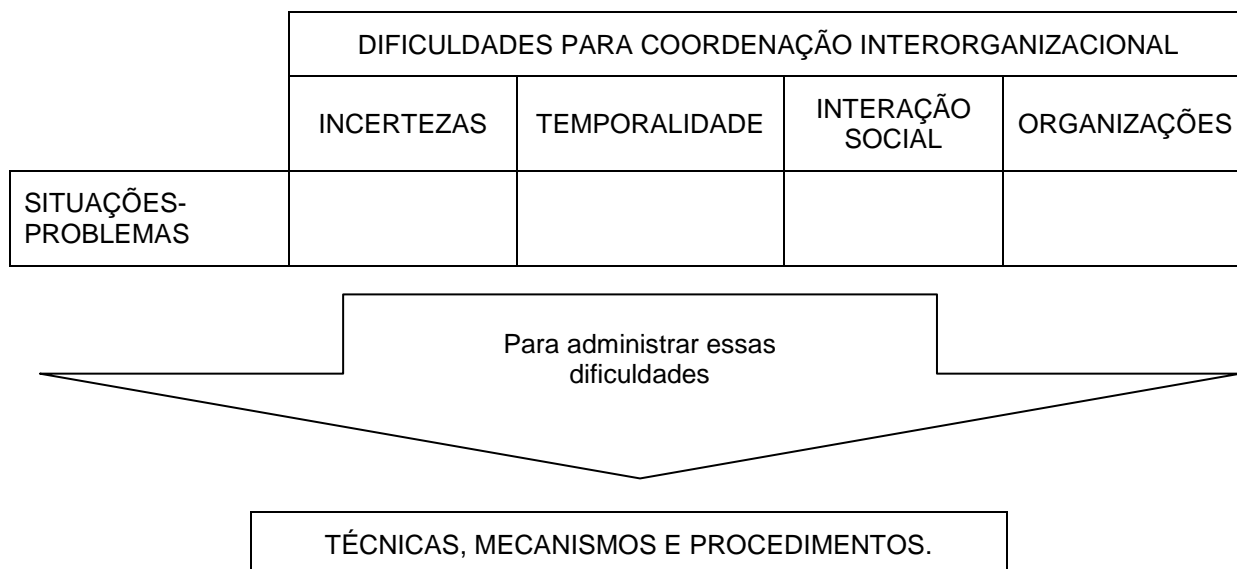 DIFICULDADES PARA COORDENAÇÃO INTERORGANIZACIONAL
INCERTEZAS
TEMPORALIDADE
INTERAÇÃO
SOCIAL
ORGANIZAÇÕES
SITUAÇÕES-
PROBLEMAS
Para administrar essas
dificuldades
TÉCNICAS, MECANISMOS E PROCEDIMENTOS.